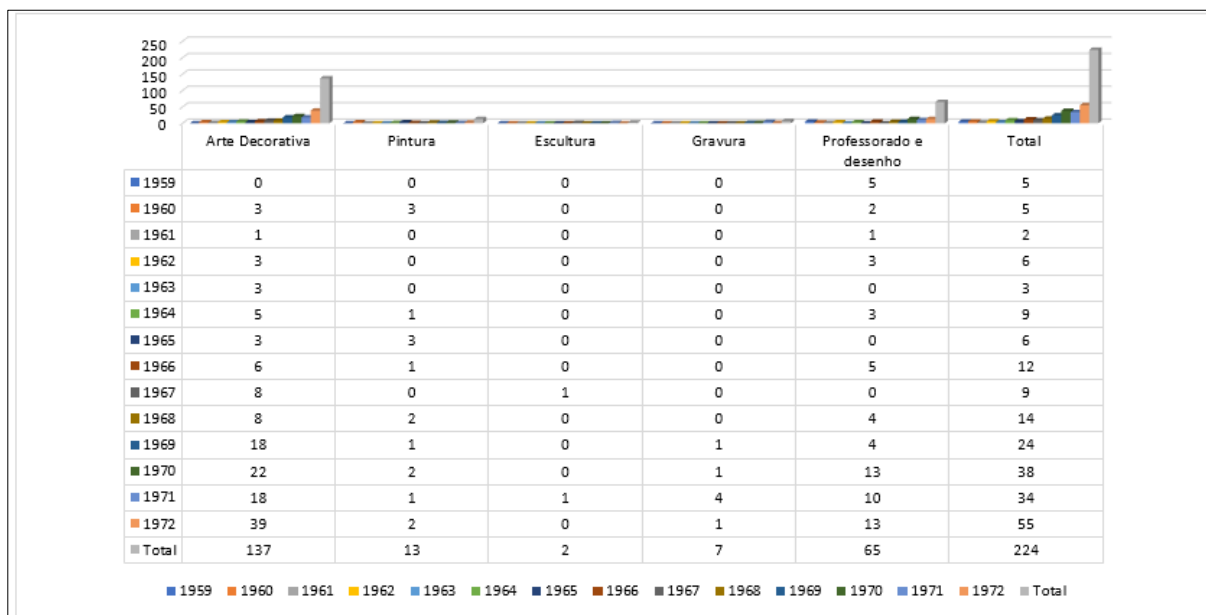 250
200
150
100
50
0
Arte Decorativa Pintura Escultura Gravura Professorado e desenho Total
1959 0 0 0 0 5 5
1960 3 3 0 0 2 5
1961 1 0 0 0 1 2
1962 3 0 0 0 3 6
1963 3 0 0 0 0 3
1964 5 1 0 0 3 9
1965 3 3 0 0 0 6
1966 6 1 0 0 5 12
1967 8 0 1 0 0 9
1968 8 2 0 0 4 14
1969 18 1 0 1 4 24
1970 22 2 0 1 13 38
1971 18 1 1 4 10 34
1972 39 2 0 1 13 55
Total 137 13 2 7 65 224
1959 1960 1961 1962 1963 1964 1965 1966 1967 1968 1969 1970 1971 1972 Total